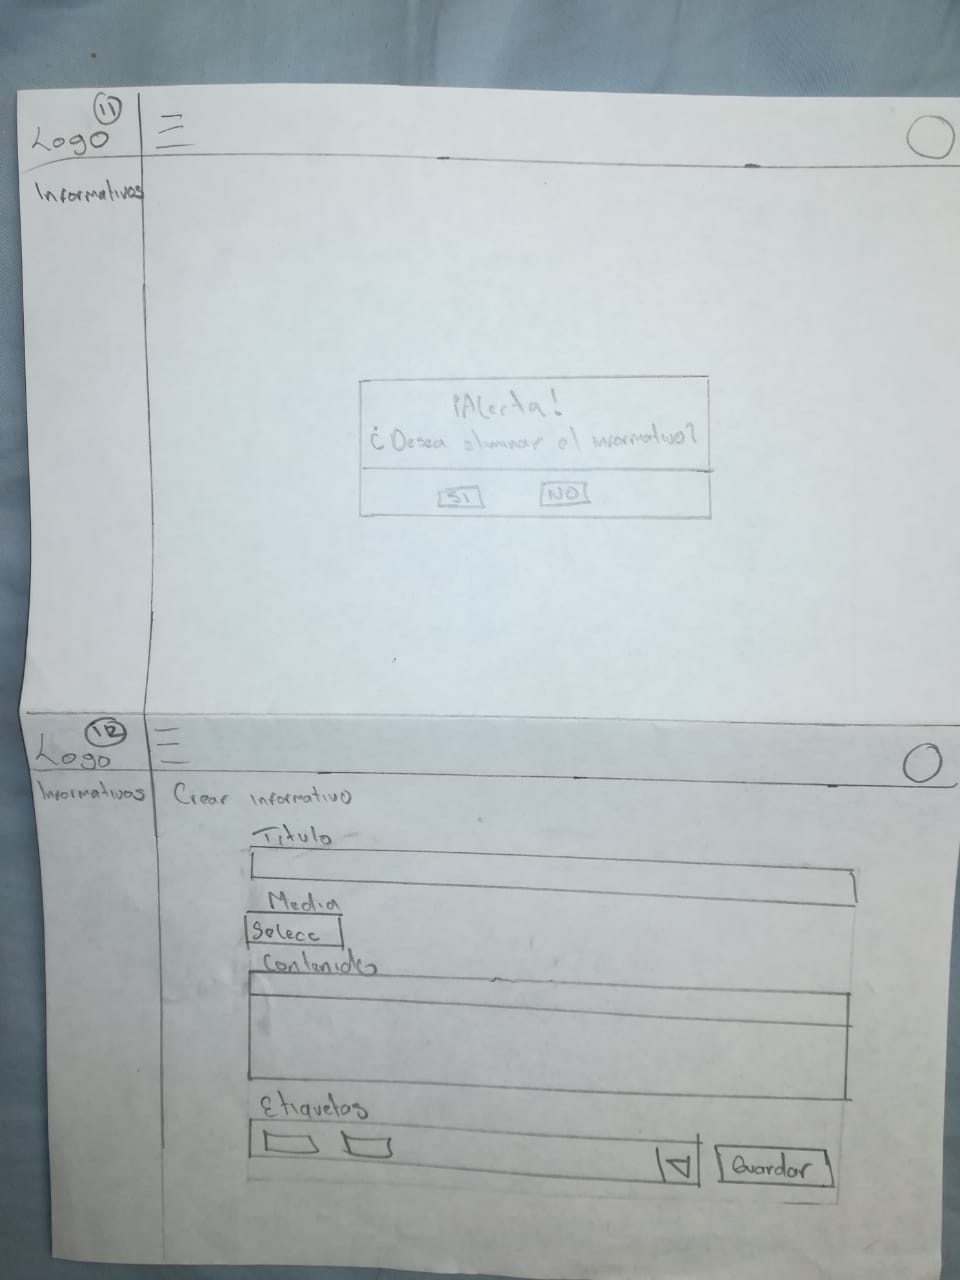 11
Logo
Informativos
¡Alerta!
¿Desea eliminar el informativo?
SI NO
12
Logo
Informativos
Crear informativo
Titulo
Media
Selecc
Contenido
Etiquetas
Guardar